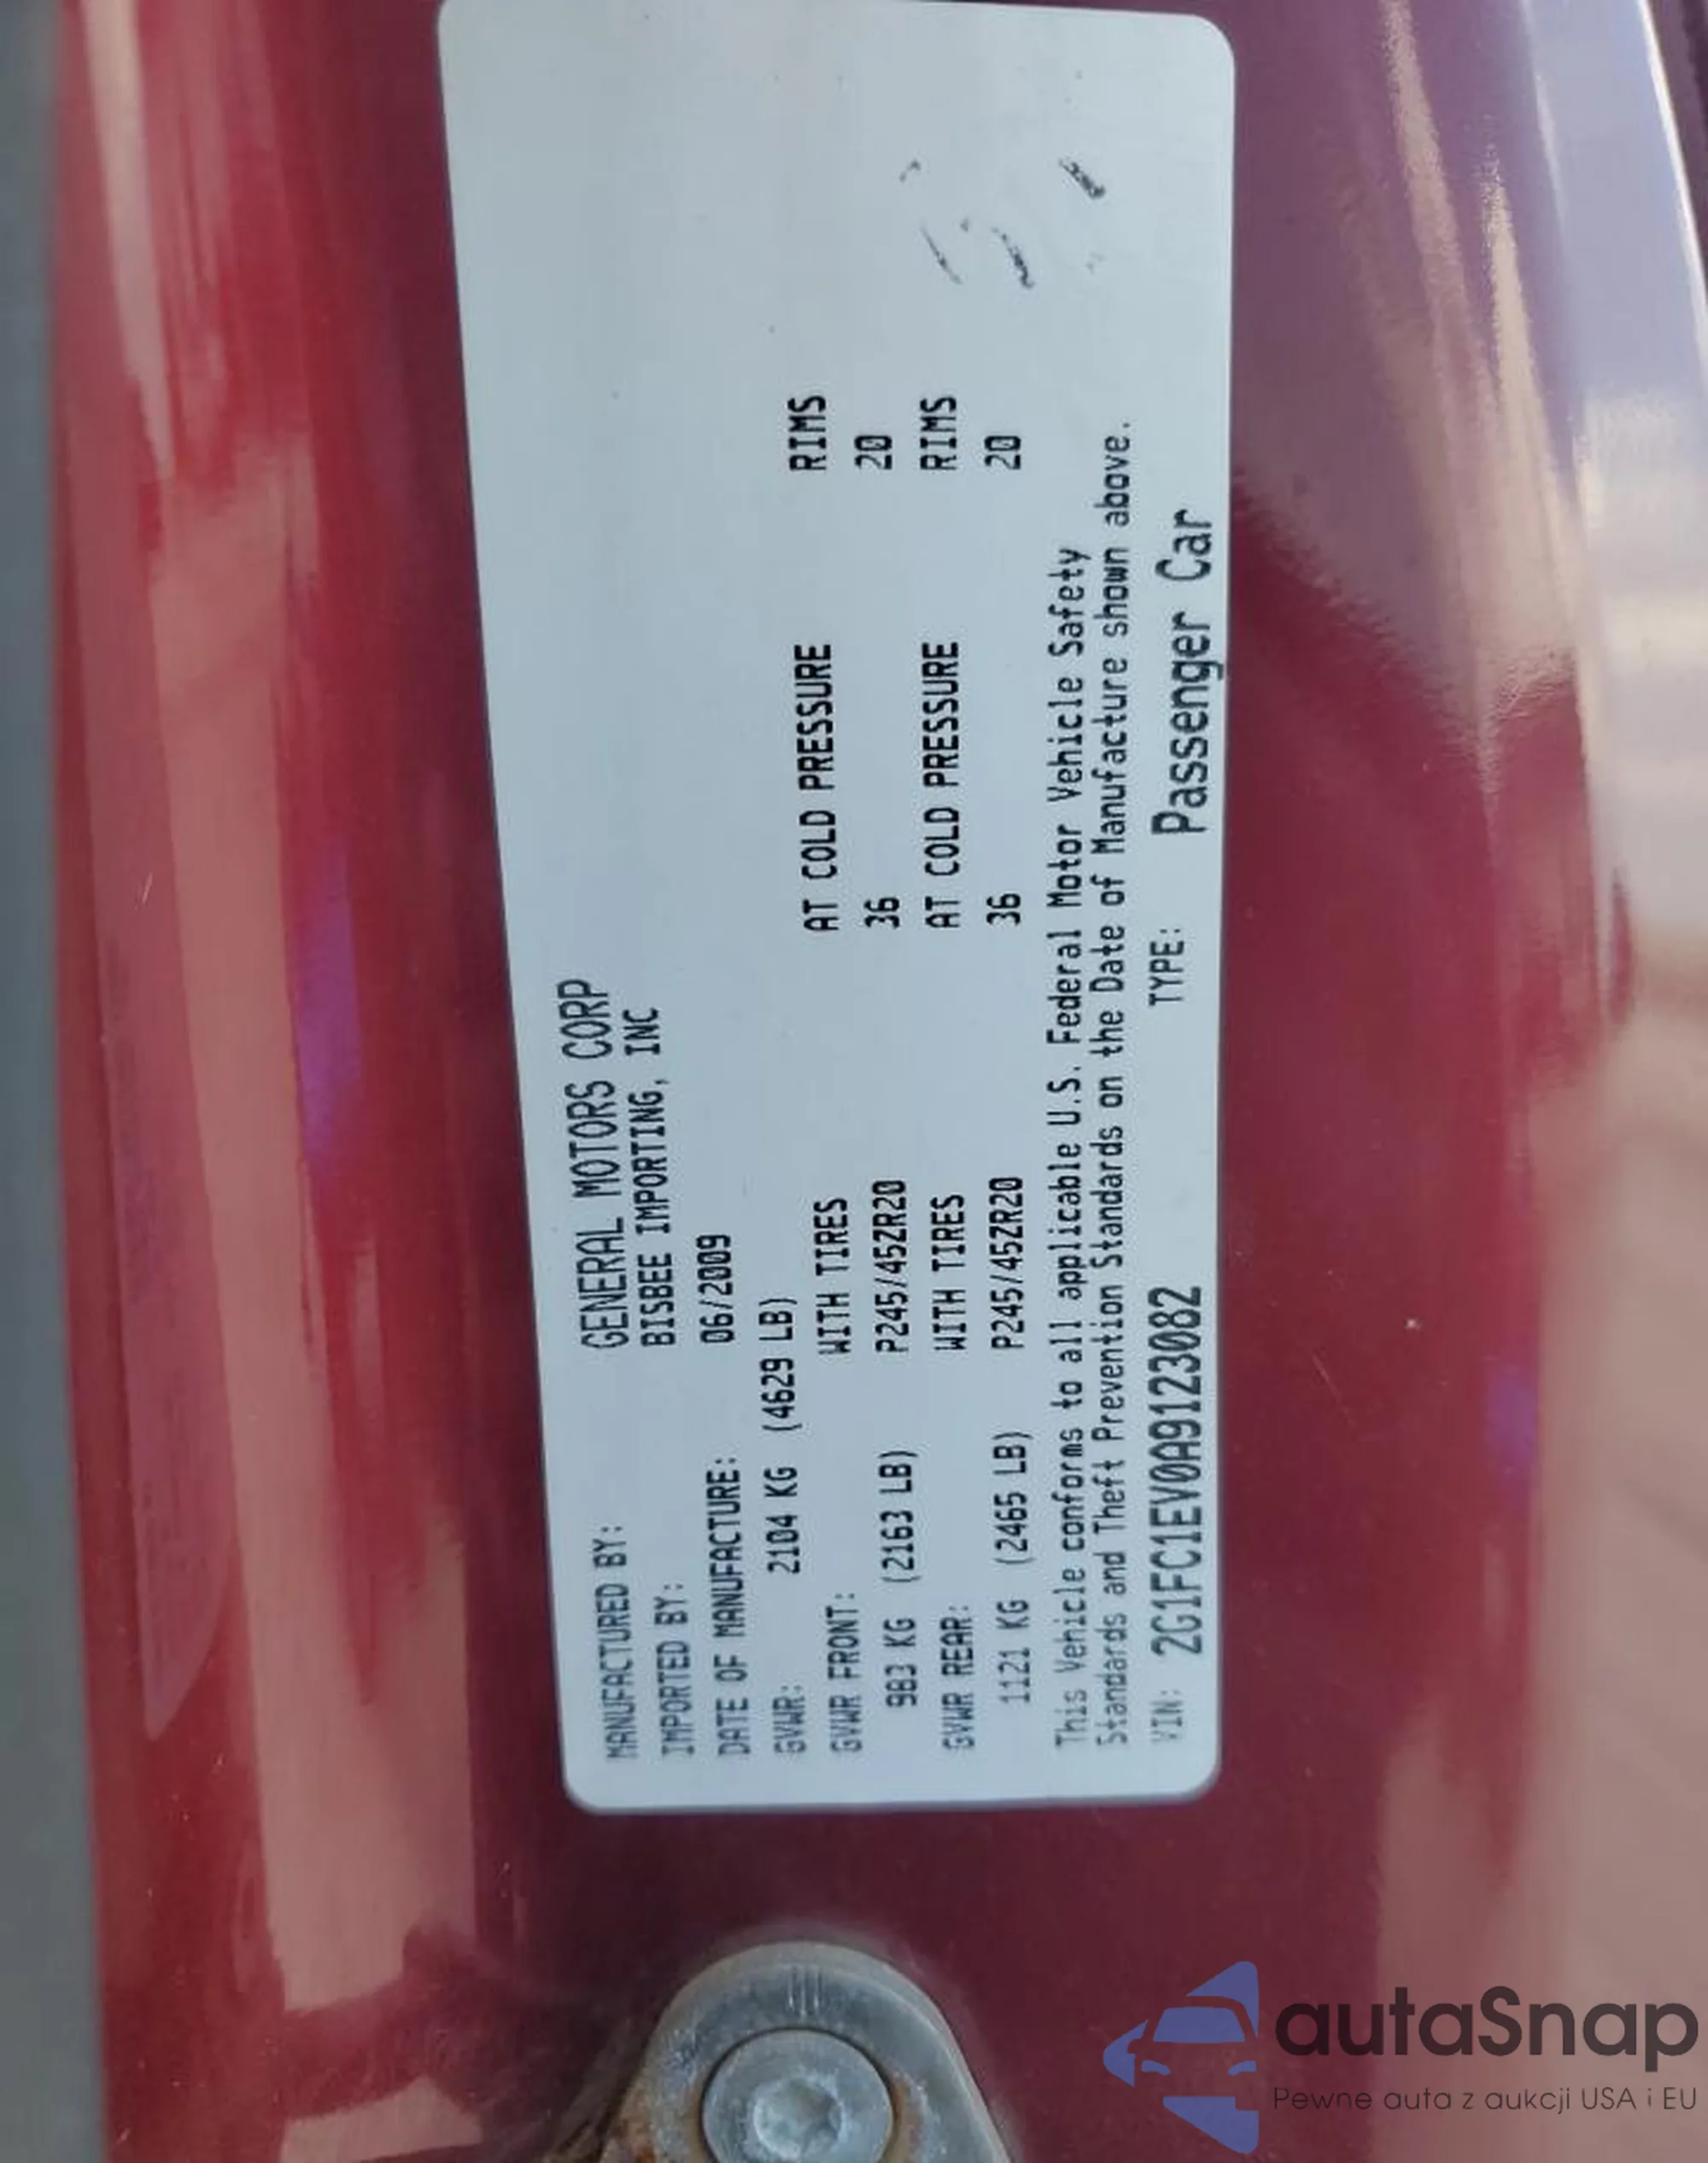 MANUFACTURED BY: GENERAL MOTORS CORP
IMPORTED BY: BISBEE IMPORTING, INC
DATE OF MANUFACTURE: 06/2009
GVWR: 2104 KG (4629 LB)
GVWR FRONT: WITH TIRES AT COLD PRESSURE RIMS
983 KG (2163 LB) P245/45ZR20 36 20
GVWR REAR: WITH TIRES AT COLD PRESSURE RIMS
1121 KG (2465 LB) P245/45ZR20 36 20
This Vehicle conforms to all applicable U.S. Federal Motor Vehicle Safety
Standards and Theft Prevention Standards on the Date of Manufacture shown above.
VIN: 2G1FC1EV0A9123082 TYPE: Passenger Car
autaSnap
Pewne auta z aukcji USA i EU